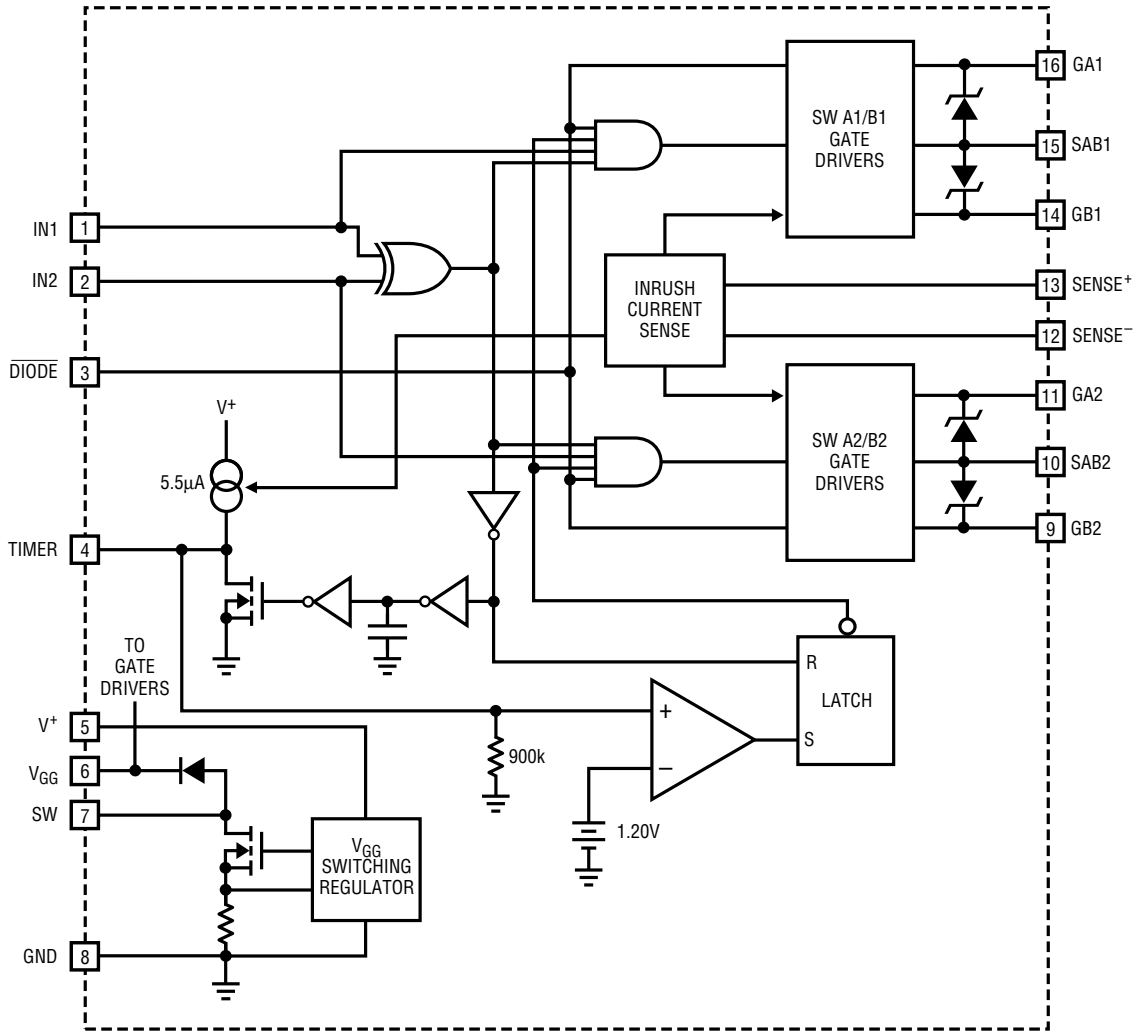 16 GA1
SW A1/B1
GATE
DRIVERS
15 SAB1
14 GB1
IN1 1
IN2 2
INRUSH
CURRENT
SENSE
13 SENSE+
12 SENSE−
DIODE 3
V+
5.5µA
11 GA2
SW A2/B2
GATE
DRIVERS
10 SAB2
9 GB2
TIMER 4
TO
GATE
DRIVERS
R
LATCH
S
+
−
900k
1.20V
V+ 5
VGG 6
SW 7
VGG
SWITCHING
REGULATOR
GND 8